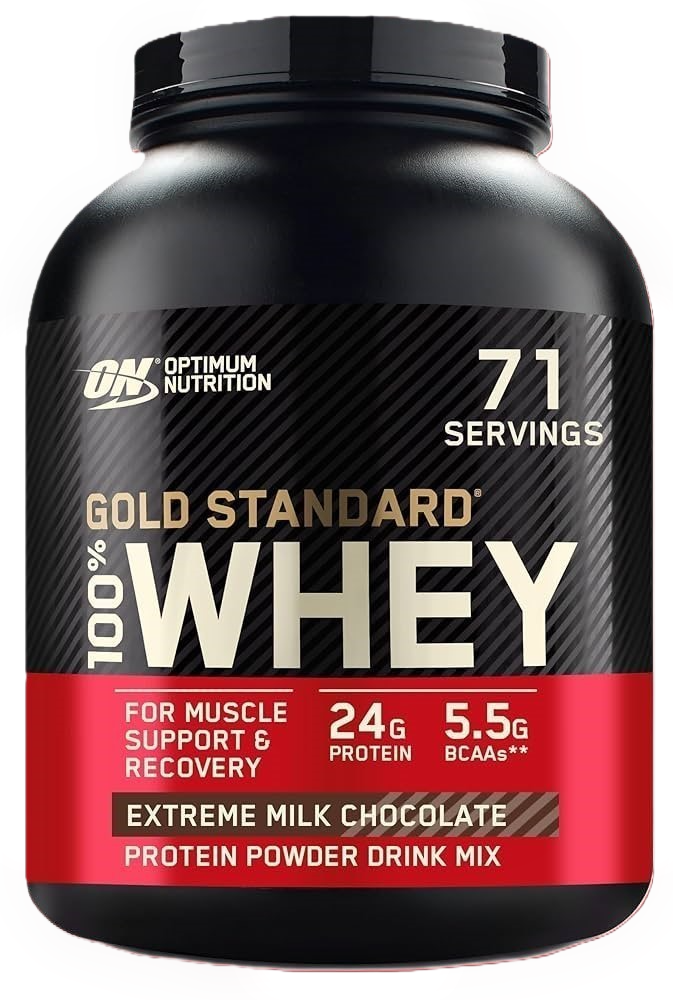 ON® OPTIMUM
NUTRITION
71
SERVINGS
GOLD STANDARD®
100% WHEY
FOR MUSCLE
SUPPORT &
RECOVERY
24G
PROTEIN
5.5G
BCAAs**
EXTREME MILK CHOCOLATE
PROTEIN POWDER DRINK MIX